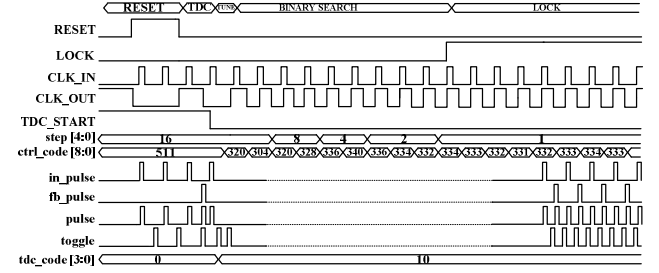 RESET TDC TUNE BINARY SEARCH LOCK
RESET
LOCK
CLK_IN
CLK_OUT
TDC_START
step [4:0] 16 8 4 2 1
ctrl_code [8:0] 511 320 304 320 328 336 340 336 334 332 334 333 332 331 332 333 334 333
in_pulse
fb_pulse
pulse
toggle
tdc_code [3:0] 0 10